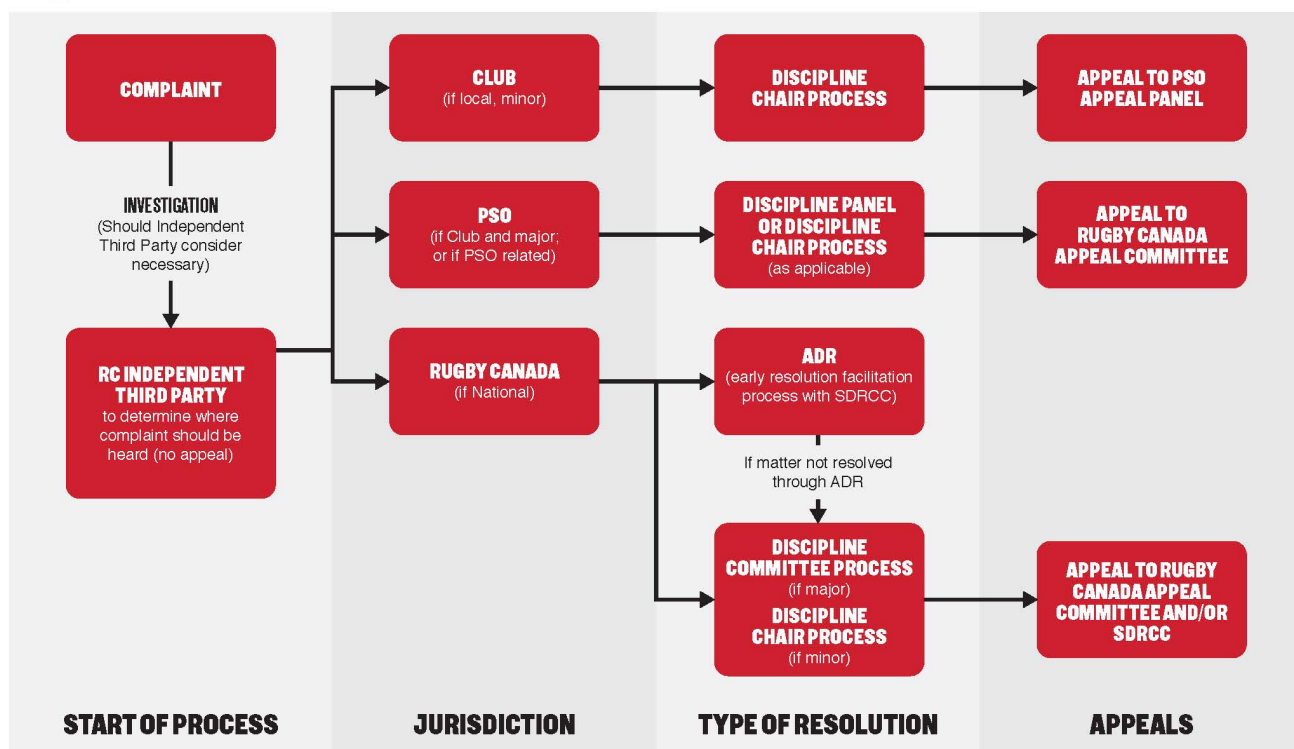 COMPLAINT
INVESTIGATION
(Should Independent
Third Party consider
necessary)
RC INDEPENDENT
THIRD PARTY
to determine where
complaint should be
heard (no appeal)
START OF PROCESS
CLUB
(if local, minor)
PSO
(if Club and major;
or if PSO related)
RUGBY CANADA
(if National)
JURISDICTION
DISCIPLINE
CHAIR PROCESS
DISCIPLINE PANEL
OR DISCIPLINE
CHAIR PROCESS
(as applicable)
ADR
(early resolution facilitation
process with SDRCC)
If matter not resolved
through ADR
DISCIPLINE
COMMITTEE PROCESS
(if major)
DISCIPLINE
CHAIR PROCESS
(if minor)
TYPE OF RESOLUTION
APPEAL TO PSO
APPEAL PANEL
APPEAL TO
RUGBY CANADA
APPEAL COMMITTEE
APPEAL TO RUGBY
CANADA APPEAL
COMMITTEE AND/OR
SDRCC
APPEALS